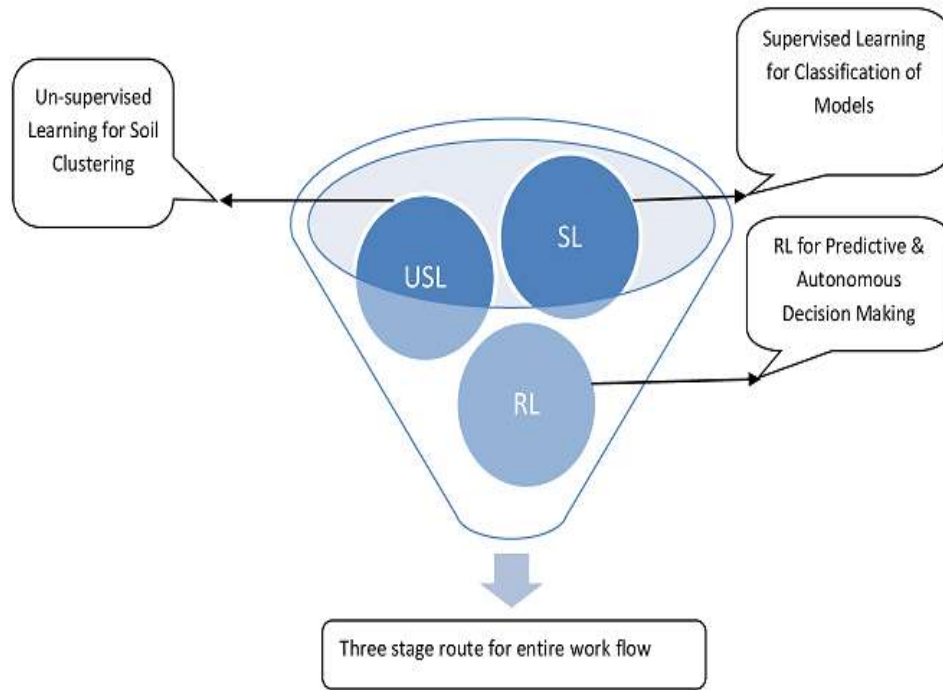 Supervised Learning
for Classification of
Models
Un-supervised
Learning for Soil
Clustering
SL
USL
RL for Predictive &
Autonomous
Decision Making
RL
Three stage route for entire work flow